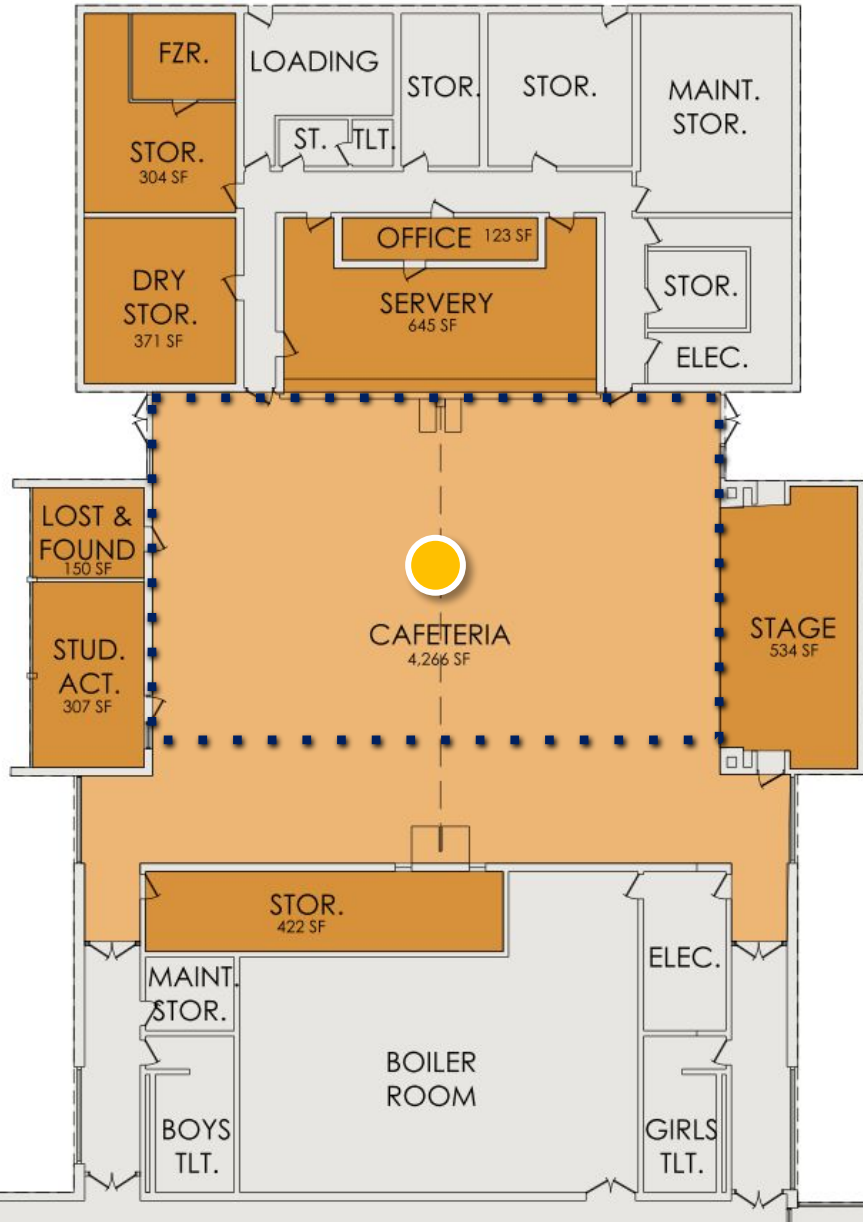 FZR.
LOADING
STOR.
STOR.
MAINT.
STOR.
STOR.
304 SF
ST.
TLT.
OFFICE 123 SF
DRY
STOR.
371 SF
SERVERY
645 SF
STOR.
ELEC.
LOST &
FOUND
150 SF
STUD.
ACT.
307 SF
CAFETERIA
4,266 SF
STAGE
534 SF
STOR.
422 SF
ELEC.
MAINT.
STOR.
BOILER
ROOM
BOYS
TLT.
GIRLS
TLT.